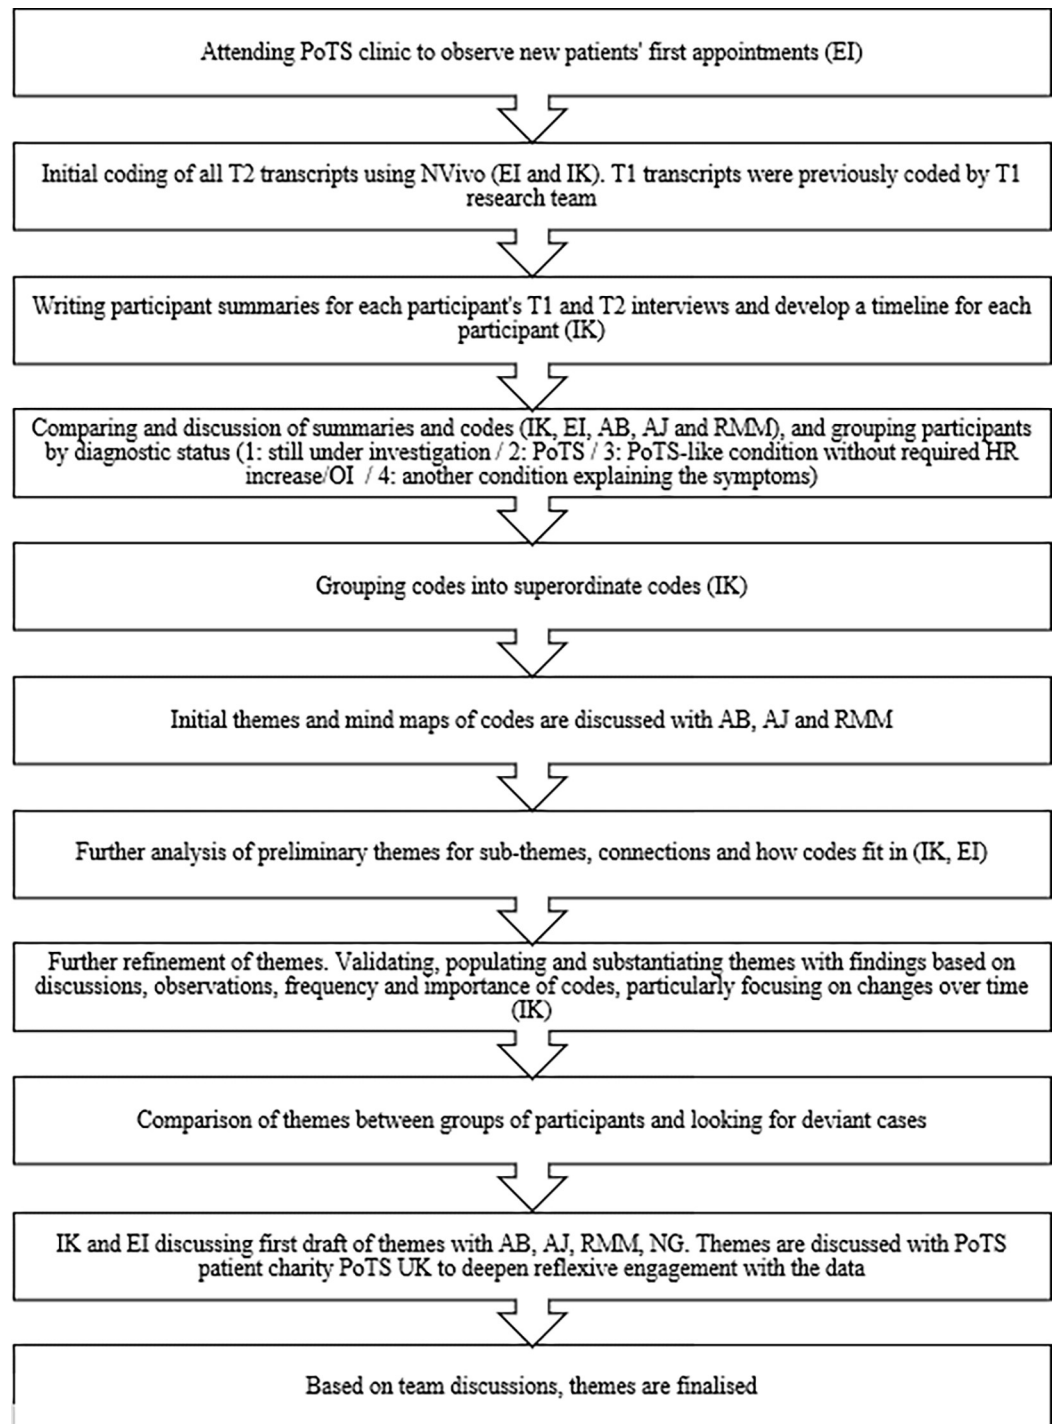 Attending PoTS clinic to observe new patients' first appointments (EI)
Initial coding of all T2 transcripts using NVivo (EI and IK). T1 transcripts were previously coded by T1
research team
Writing participant summaries for each participant's T1 and T2 interviews and develop a timeline for each
participant (IK)
Comparing and discussion of summaries and codes (IK, EI, AB, AJ and RMM), and grouping participants
by diagnostic status (1: still under investigation / 2: PoTS / 3: PoTS-like condition without required HR
increase/OI / 4: another condition explaining the symptoms)
Grouping codes into superordinate codes (IK)
Initial themes and mind maps of codes are discussed with AB, AJ and RMM
Further analysis of preliminary themes for sub-themes, connections and how codes fit in (IK, EI)
Further refinement of themes. Validating, populating and substantiating themes with findings based on
discussions, observations, frequency and importance of codes, particularly focusing on changes over time
(IK)
Comparison of themes between groups of participants and looking for deviant cases
IK and EI discussing first draft of themes with AB, AJ, RMM, NG. Themes are discussed with PoTS
patient charity PoTS UK to deepen reflexive engagement with the data
Based on team discussions, themes are finalised